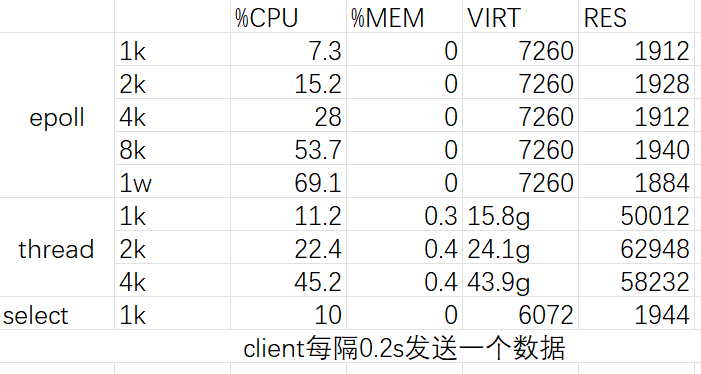 %CPU %MEM VIRT RES
1k 7.3 0 7260 1912
2k 15.2 0 7260 1928
epoll 4k 28 0 7260 1912
8k 53.7 0 7260 1940
1w 69.1 0 7260 1884
1k 11.2 0.3 15.8g 50012
thread 2k 22.4 0.4 24.1g 62948
4k 45.2 0.4 43.9g 58232
select 1k 10 0 6072 1944
client每隔0.2s发送一个数据